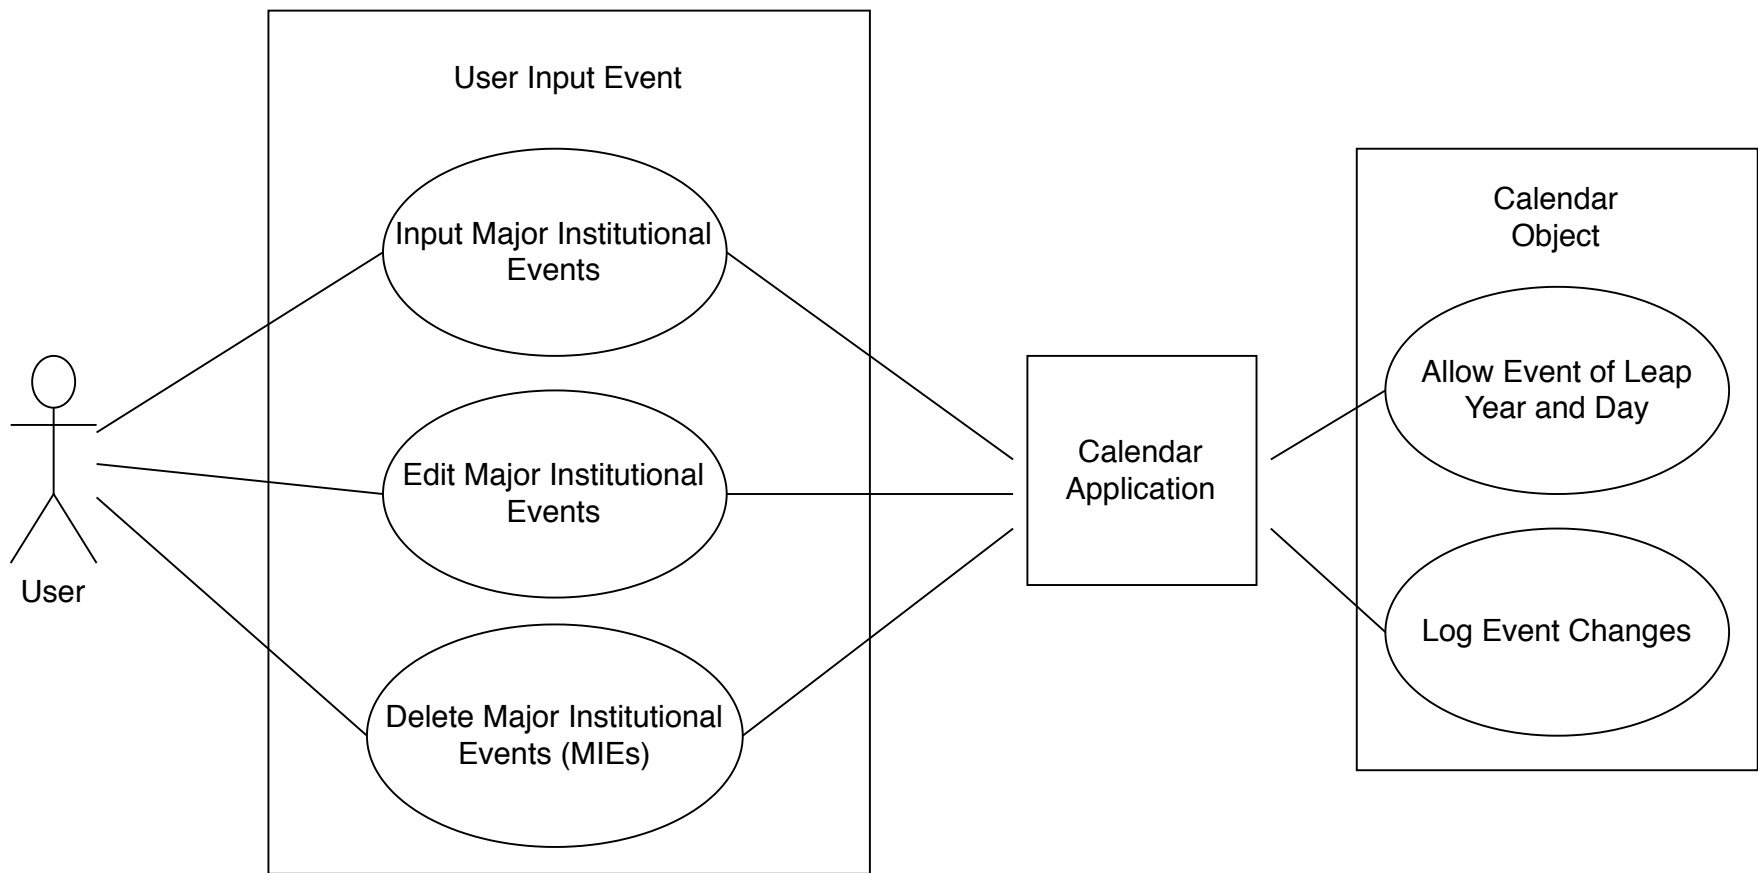 User Input Event
Input Major Institutional
Events
Edit Major Institutional
Events
Delete Major Institutional
Events (MIEs)
User
Calendar
Application
Calendar
Object
Allow Event of Leap
Year and Day
Log Event Changes